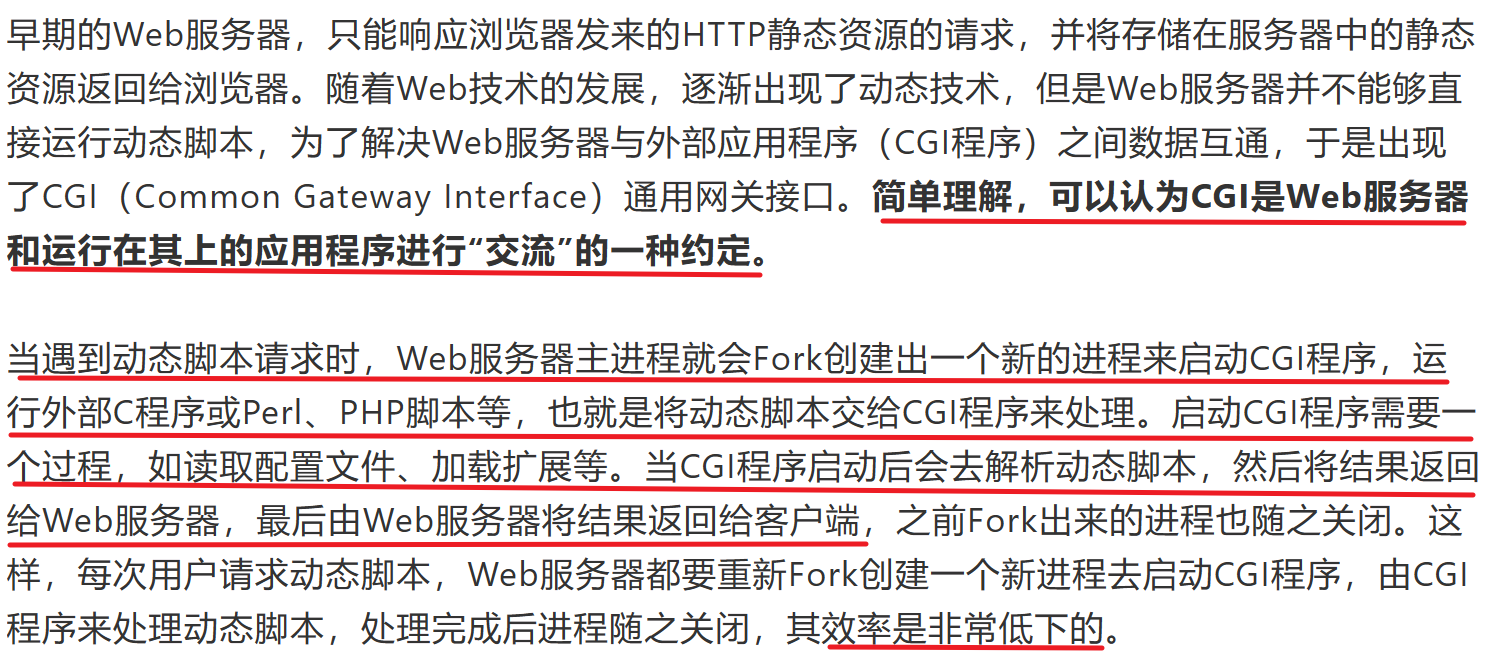 早期的Web服务器，只能响应浏览器发来的HTTP静态资源的请求，并将存储在服务器中的静态
资源返回给浏览器。随着Web技术的发展，逐渐出现了动态技术，但是Web服务器并不能够直
接运行动态脚本，为了解决Web服务器与外部应用程序（CGI程序）之间数据互通，于是出现
了CGI（Common Gateway Interface）通用网关接口。简单理解，可以认为CGI是Web服务器
和运行在其上的应用程序进行“交流”的一种约定。
当遇到动态脚本请求时，Web服务器主进程就会Fork创建出一个新的进程来启动CGI程序，运
行外部C程序或Perl、PHP脚本等，也就是将动态脚本交给CGI程序来处理。启动CGI程序需要一
个过程，如读取配置文件、加载扩展等。当CGI程序启动后会去解析动态脚本，然后将结果返回
给Web服务器，最后由Web服务器将结果返回给客户端，之前Fork出来的进程也随之关闭。这
样，每次用户请求动态脚本，Web服务器都要重新Fork创建一个新进程去启动CGI程序，由CGI
程序来处理动态脚本，处理完成后进程随之关闭，其效率是非常低下的。